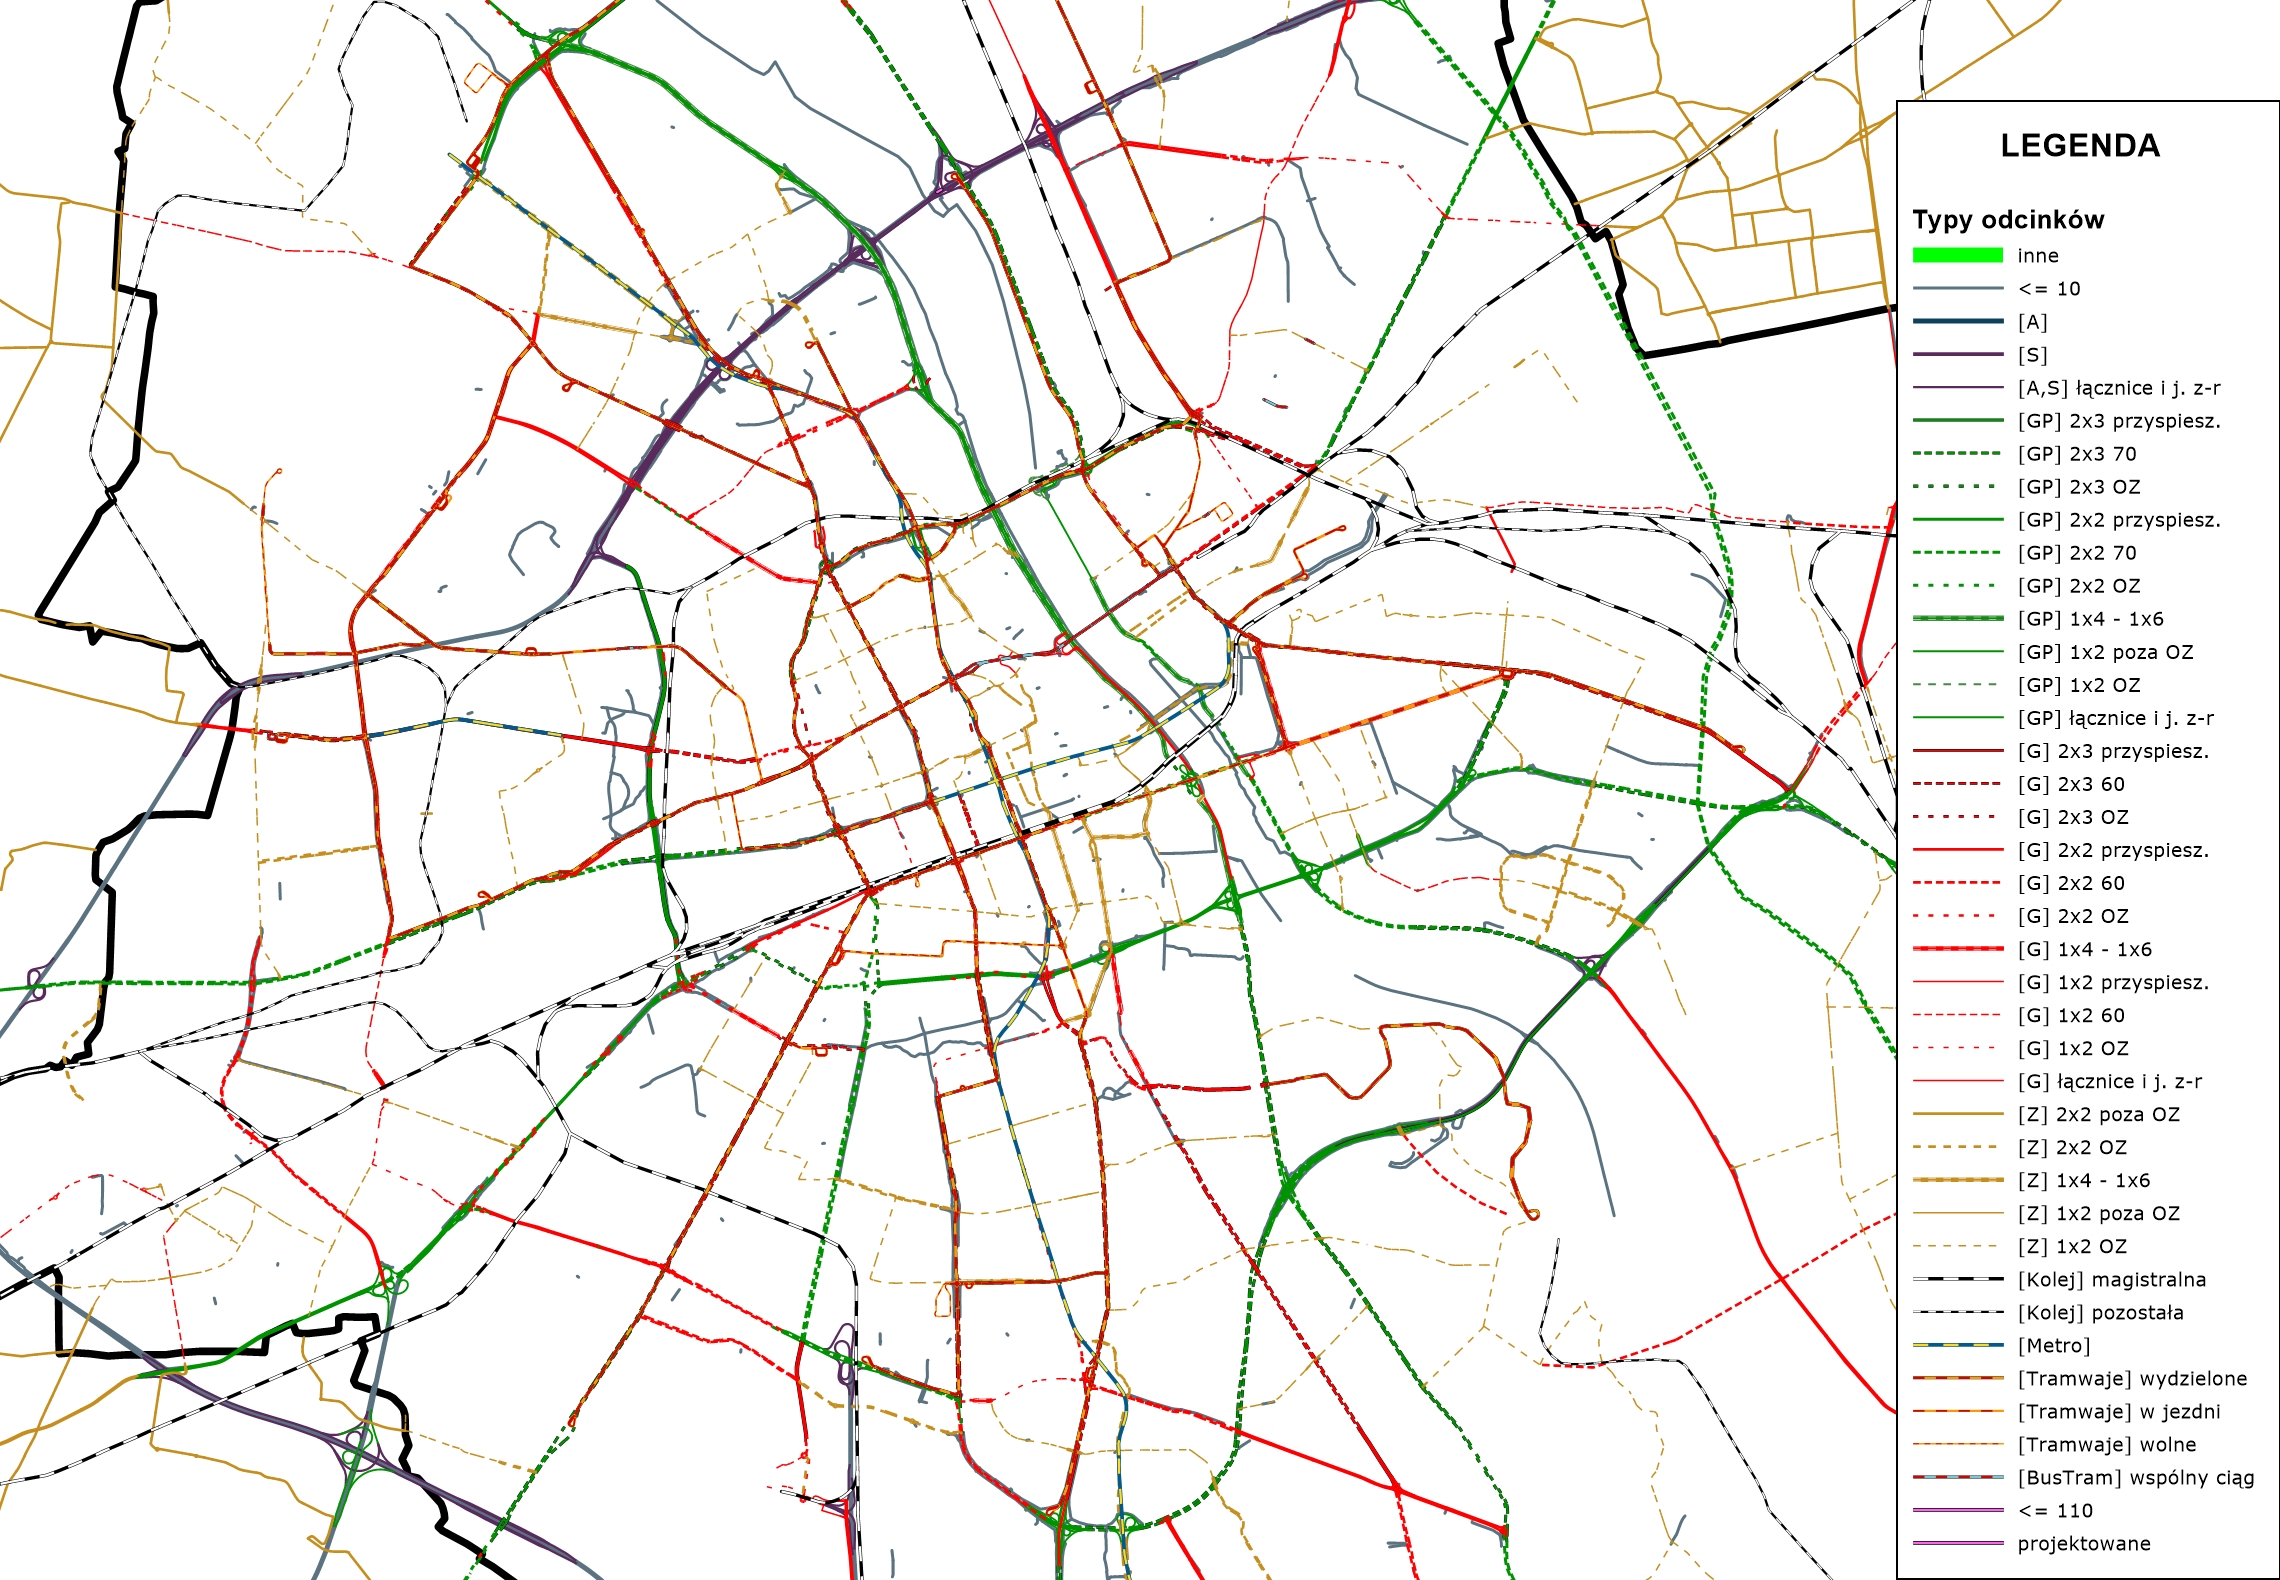 LEGENDA
Typy odcinków
inne
<= 10
[A]
[S]
[A,S] łącznice i j. z-r
[GP] 2x3 przyspiesz.
[GP] 2x3 70
[GP] 2x3 OZ
[GP] 2x2 przyspiesz.
[GP] 2x2 70
[GP] 2x2 OZ
[GP] 1x4 - 1x6
[GP] 1x2 poza OZ
[GP] 1x2 OZ
[GP] łącznice i j. z-r
[G] 2x3 przyspiesz.
[G] 2x3 60
[G] 2x3 OZ
[G] 2x2 przyspiesz.
[G] 2x2 60
[G] 2x2 OZ
[G] 1x4 - 1x6
[G] 1x2 przyspiesz.
[G] 1x2 60
[G] 1x2 OZ
[G] łącznice i j. z-r
[Z] 2x2 poza OZ
[Z] 2x2 OZ
[Z] 1x4 - 1x6
[Z] 1x2 poza OZ
[Z] 1x2 OZ
[Kolej] magistralna
[Kolej] pozostała
[Metro]
[Tramwaje] wydzielone
[Tramwaje] w jezdni
[Tramwaje] wolne
[BusTram] wspólny ciąg
<= 110
projektowane